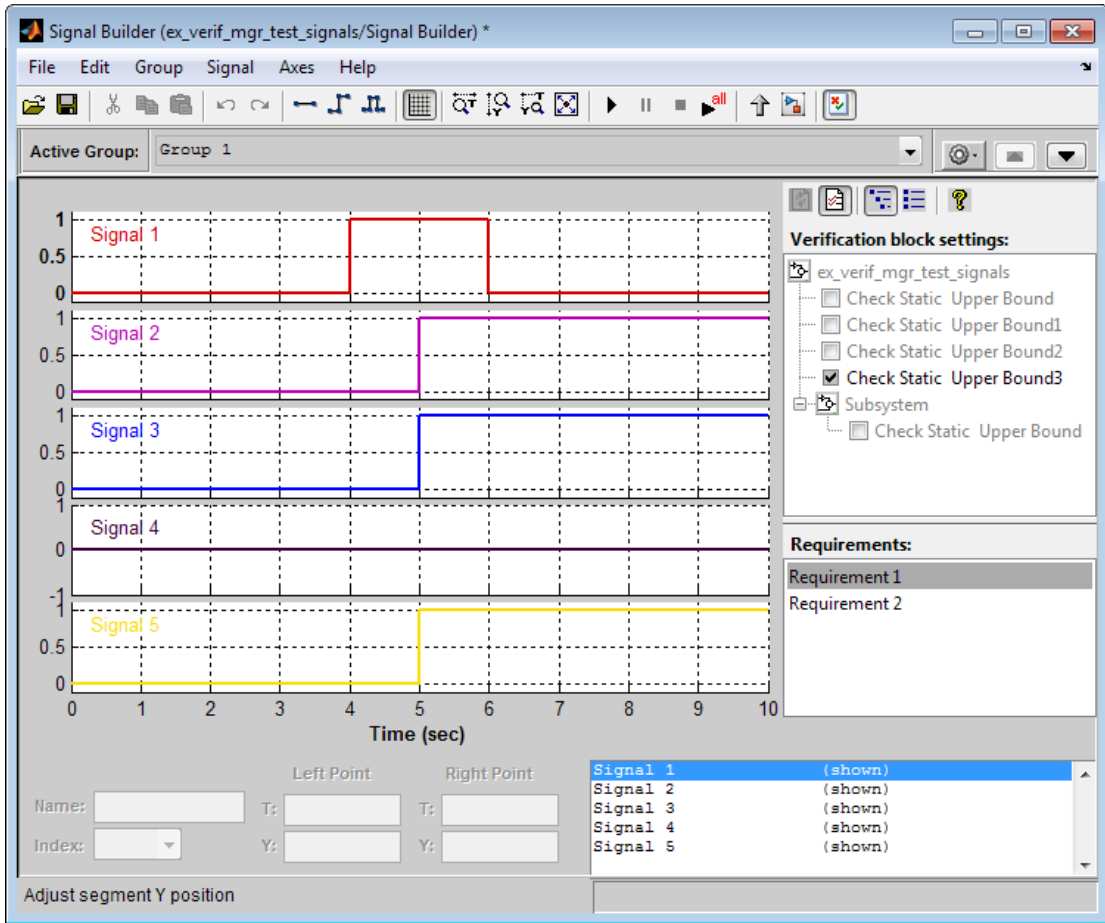 Signal Builder (ex_verif_mgr_test_signals/Signal Builder) *
File Edit Group Signal Axes Help
all
Active Group: Group 1
Signal 1
1
0.5
0
Signal 2
1
0.5
0
Signal 3
1
0.5
0
Signal 4
1
0
-1
Signal 5
1
0.5
0
0 1 2 3 4 5 6 7 8 9 10
Time (sec)
Verification block settings:
ex_verif_mgr_test_signals
Check Static Upper Bound
Check Static Upper Bound1
Check Static Upper Bound2
Check Static Upper Bound3
Subsystem
Check Static Upper Bound
Requirements:
Requirement 1
Requirement 2
Left Point Right Point
Name: T: T:
Index: Y: Y:
Signal 1 (shown)
Signal 2 (shown)
Signal 3 (shown)
Signal 4 (shown)
Signal 5 (shown)
Adjust segment Y position